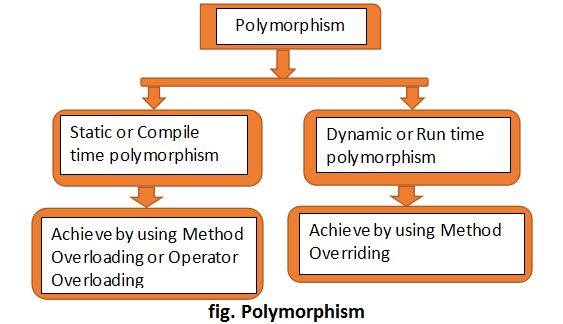 Polymorphism
Static or Compile
time polymorphism
Dynamic or Run time
polymorphism
Achieve by using Method
Overloading or Operator
Overloading
Achieve by using Method
Overriding
fig. Polymorphism